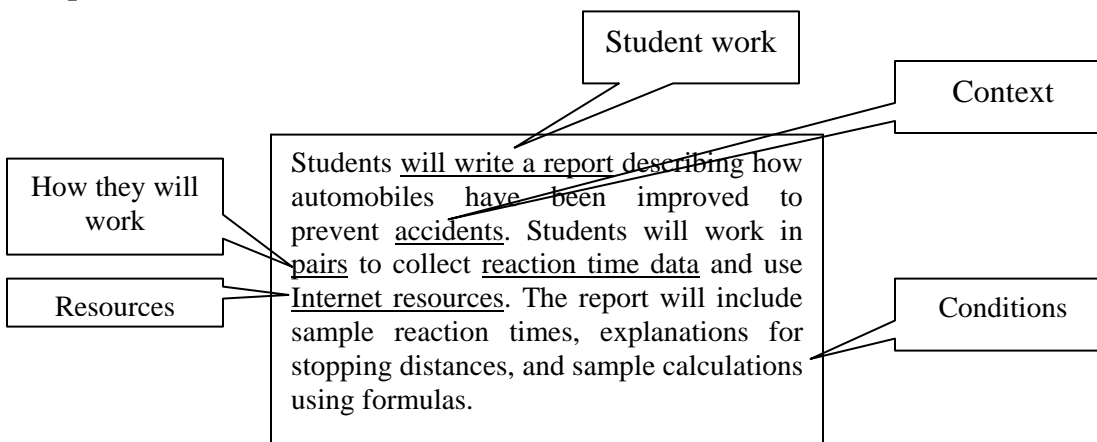 Student work
Context
How they will
work
Resources
Students will write a report describing how
automobiles have been improved to
prevent accidents. Students will work in
pairs to collect reaction time data and use
Internet resources. The report will include
sample reaction times, explanations for
stopping distances, and sample calculations
using formulas.
Conditions